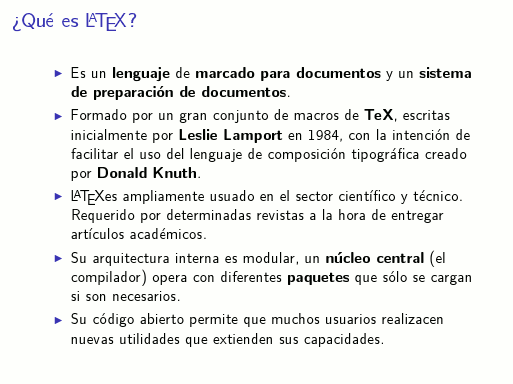 ¿Qué es LATEX?
Es un lenguaje de marcado para documentos y un sistema
de preparación de documentos.
Formado por un gran conjunto de macros de TeX, escritas
inicialmente por Leslie Lamport en 1984, con la intención de
facilitar el uso del lenguaje de composición tipográfica creado
por Donald Knuth.
LATEXes ampliamente usuado en el sector científico y técnico.
Requerido por determinadas revistas a la hora de entregar
artículos académicos.
Su arquitectura interna es modular, un núcleo central (el
compilador) opera con diferentes paquetes que sólo se cargan
si son necesarios.
Su código abierto permite que muchos usuarios realizacen
nuevas utilidades que extienden sus capacidades.